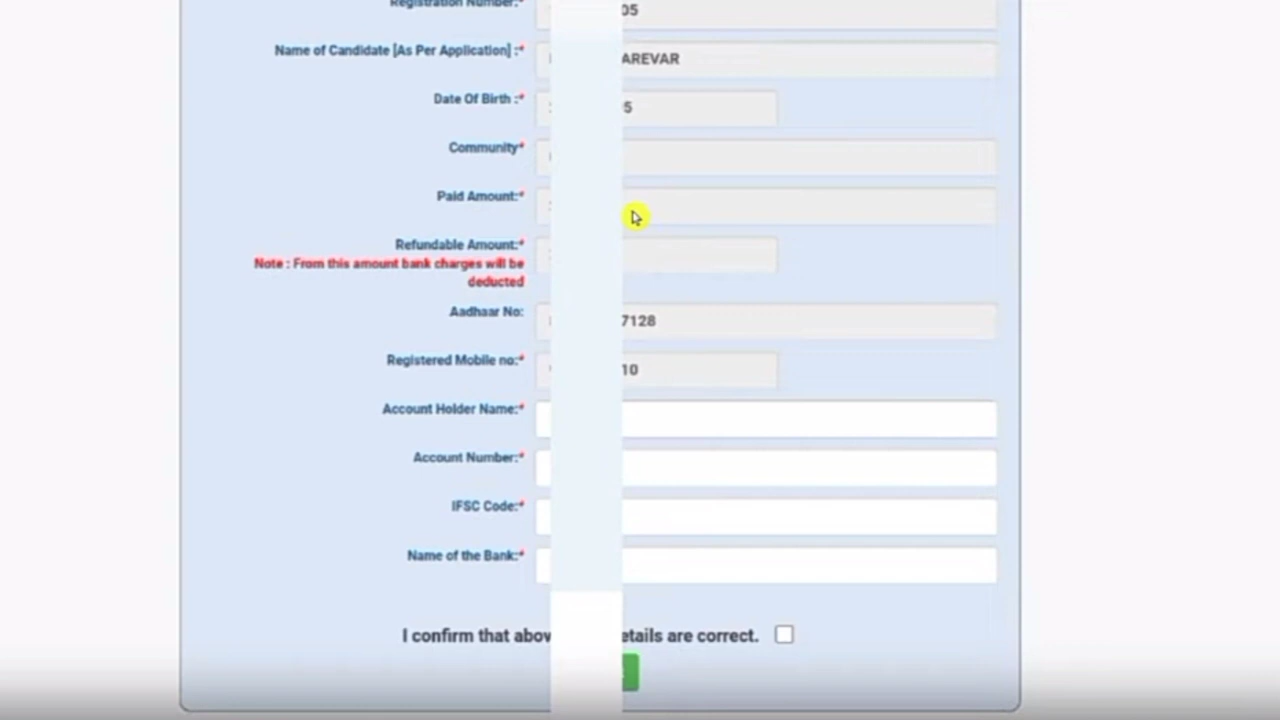 Registration Number:* 05
Name of Candidate [As Per Application] :* AREVAR
Date Of Birth :* 5
Community*
Paid Amount:*
Refundable Amount:*
Note : From this amount bank charges will be
deducted
Aadhaar No: 7128
Registered Mobile no:* 10
Account Holder Name:*
Account Number:*
IFSC Code:*
Name of the Bank:*
I confirm that abov etails are correct.